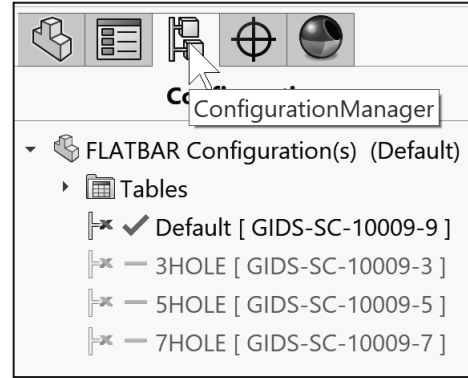 ConfigurationManager
FLATBAR Configuration(s) (Default)
Tables
Default [ GIDS-SC-10009-9 ]
3HOLE [ GIDS-SC-10009-3 ]
5HOLE [ GIDS-SC-10009-5 ]
7HOLE [ GIDS-SC-10009-7 ]